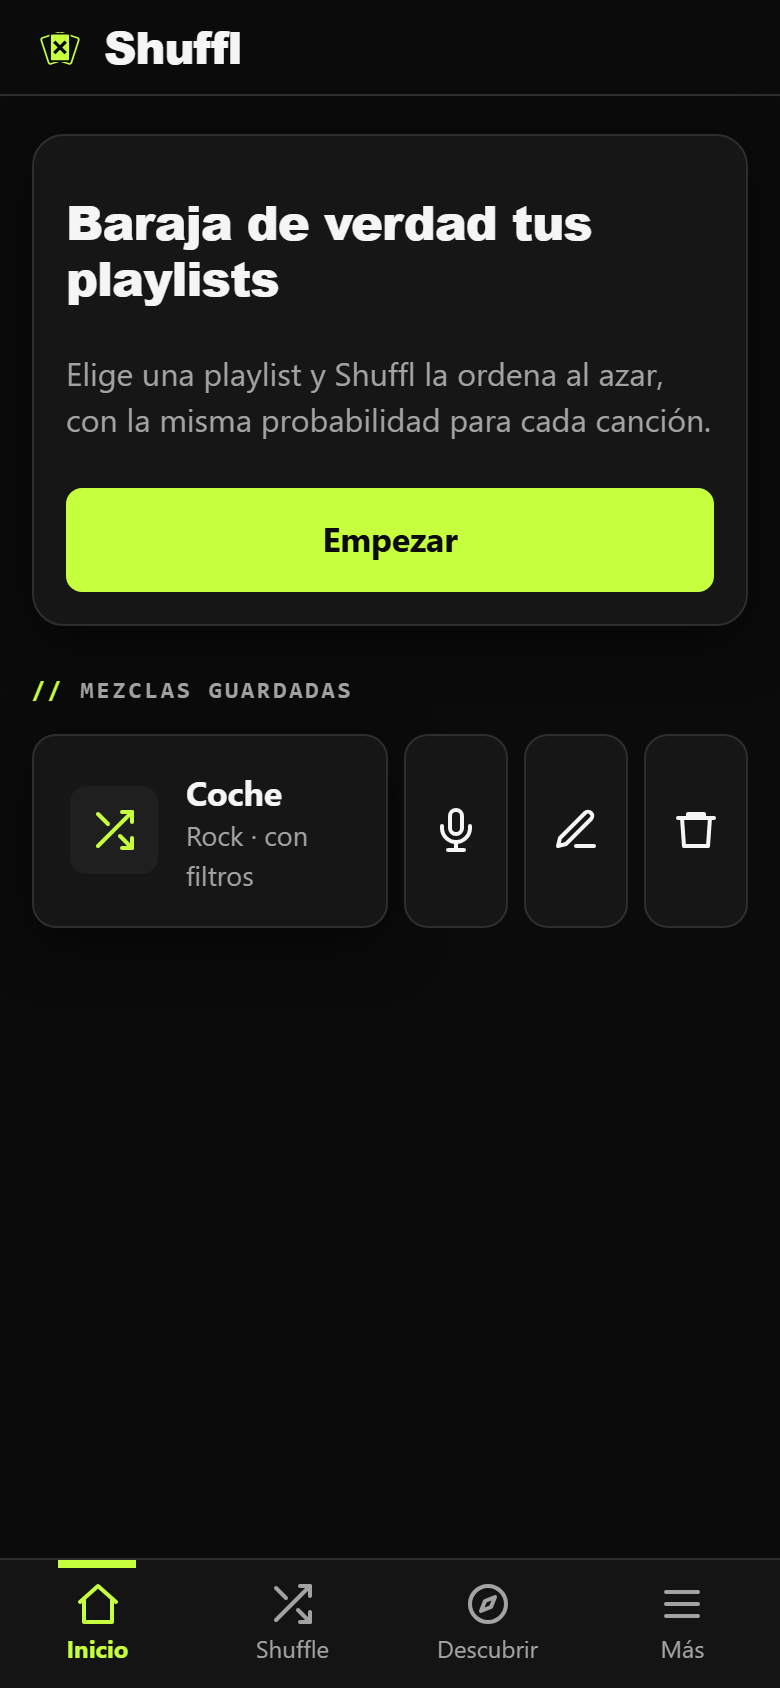 Shuffl
Baraja de verdad tus
playlists
Elige una playlist y Shuffl la ordena al azar,
con la misma probabilidad para cada canción.
Empezar
// MEZCLAS GUARDADAS
Coche
Rock · con
filtros
Inicio
Shuffle
Descubrir
Más